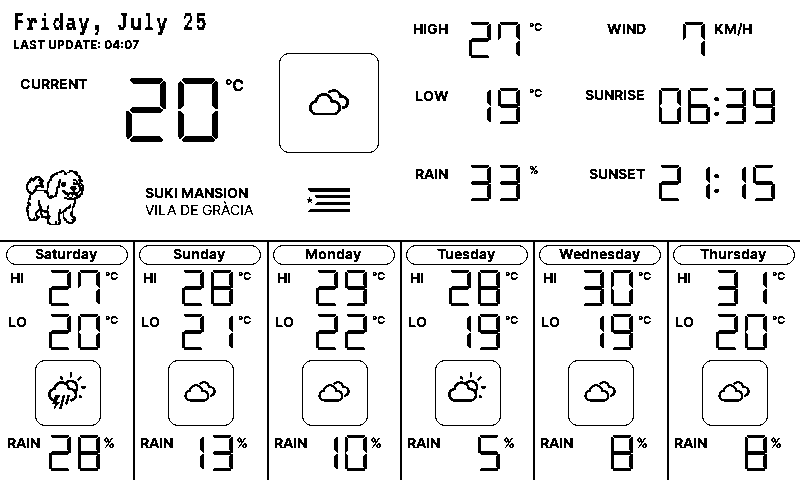 Friday, July 25
LAST UPDATE: 04:07
CURRENT 20 °C
SUKI MANSION
VILA DE GRÀCIA
HIGH 27 °C
LOW 19 °C
RAIN 33 %
WIND 7 KM/H
SUNRISE 06:39
SUNSET 21:15
Saturday
HI 27 °C
LO 20 °C
RAIN 28 %
Sunday
HI 28 °C
LO 21 °C
RAIN 13 %
Monday
HI 29 °C
LO 22 °C
RAIN 10 %
Tuesday
HI 28 °C
LO 19 °C
RAIN 5 %
Wednesday
HI 30 °C
LO 19 °C
RAIN 8 %
Thursday
HI 31 °C
LO 20 °C
RAIN 8 %